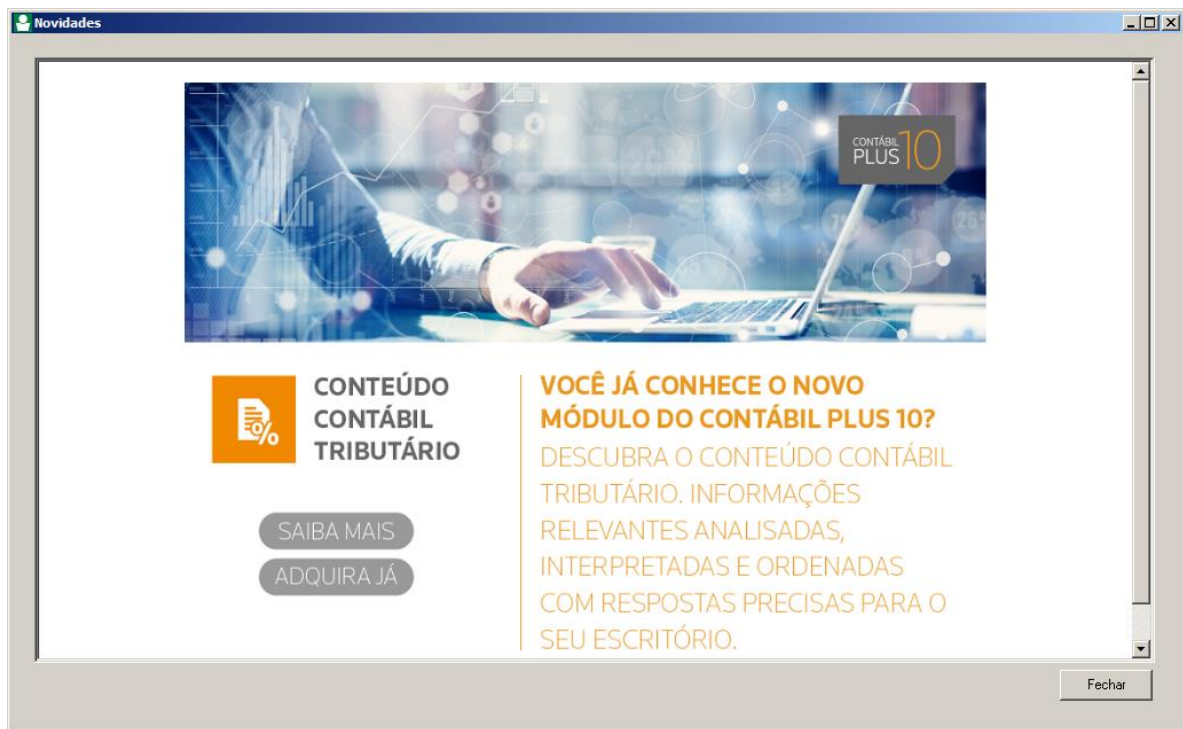 Novidades
CONTÁBIL
PLUS 10
CONTEÚDO
CONTÁBIL
TRIBUTÁRIO
SAIBA MAIS
ADQUIRA JÁ
VOCÊ JÁ CONHECE O NOVO
MÓDULO DO CONTÁBIL PLUS 10?
DESCUBRA O CONTEÚDO CONTÁBIL
TRIBUTÁRIO. INFORMAÇÕES
RELEVANTES ANALISADAS,
INTERPRETADAS E ORDENADAS
COM RESPOSTAS PRECISAS PARA O
SEU ESCRITÓRIO.
Fechar